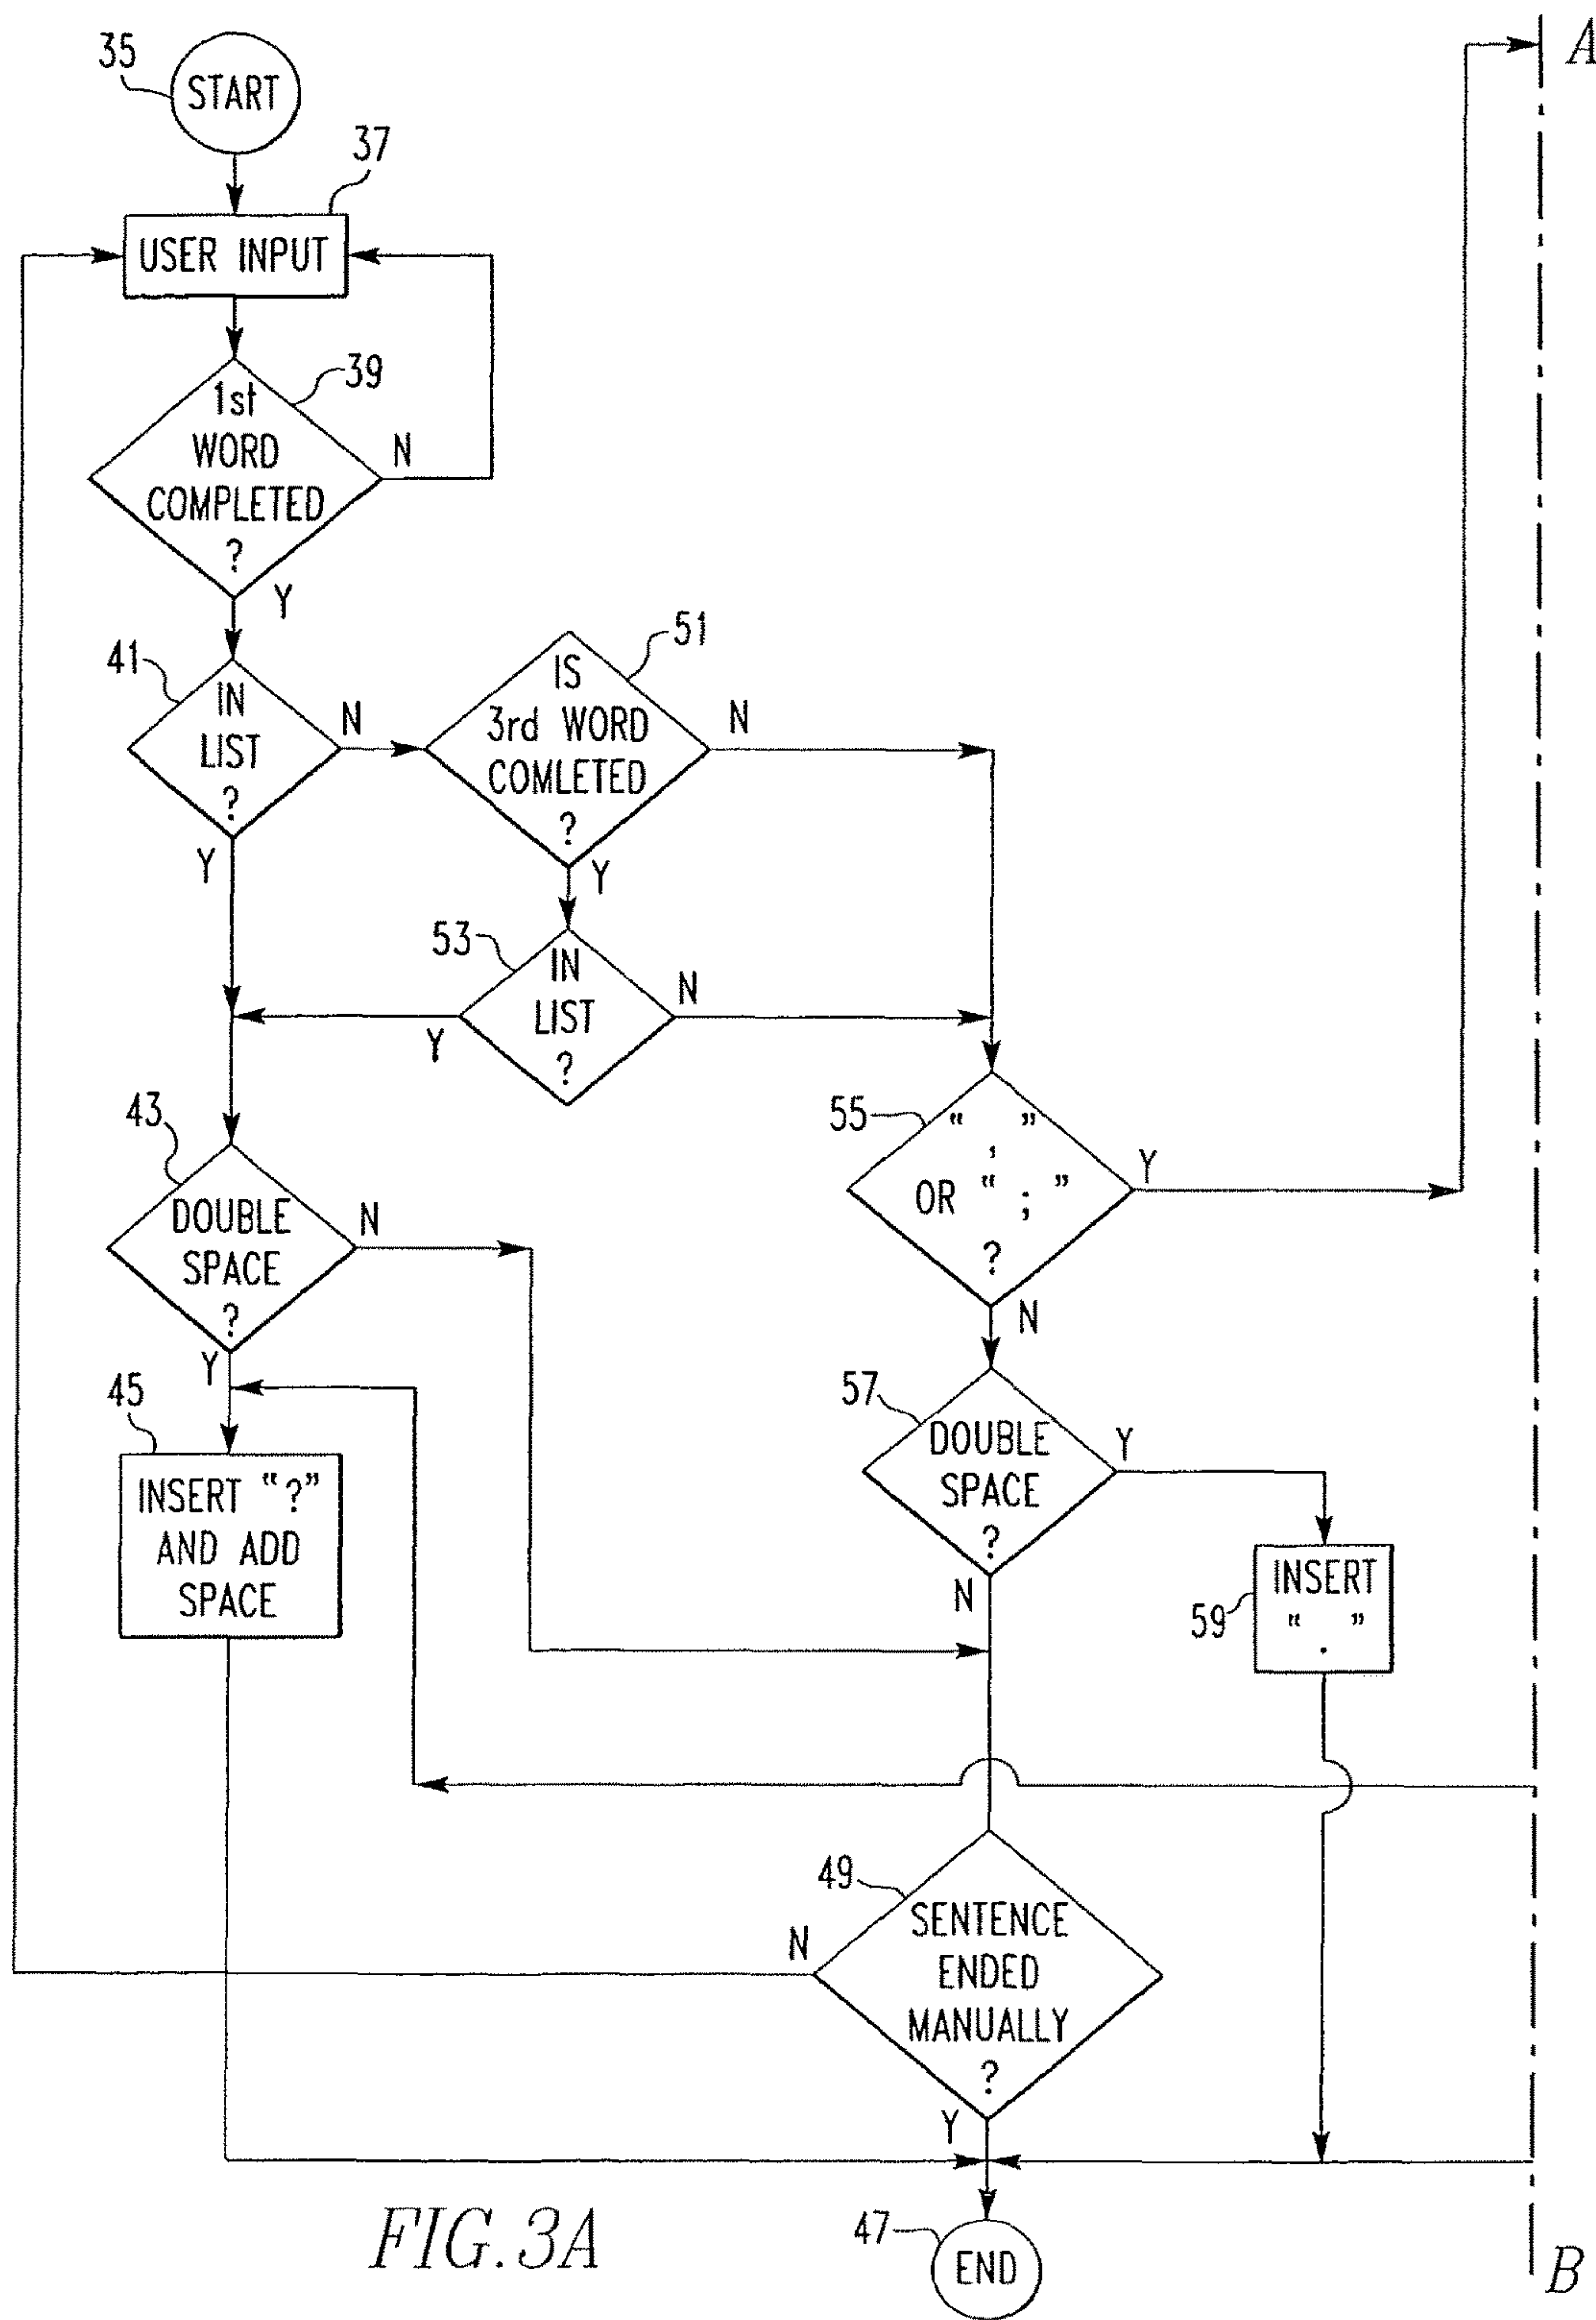 A
35
START
37
USER INPUT
39
1st
WORD
COMPLETED
?
N
Y
41
IN
LIST
?
N
Y
51
IS
3rd WORD
COMLETED
?
N
Y
53
IN
LIST
?
N
Y
43
DOUBLE
SPACE
?
N
Y
55
“ , ”
OR “ ; ”
?
Y
N
45
INSERT “?”
AND ADD
SPACE
57
DOUBLE
SPACE
?
Y
N
59
INSERT
“ . ”
49
SENTENCE
ENDED
MANUALLY
?
N
Y
47
END
FIG. 3A
B